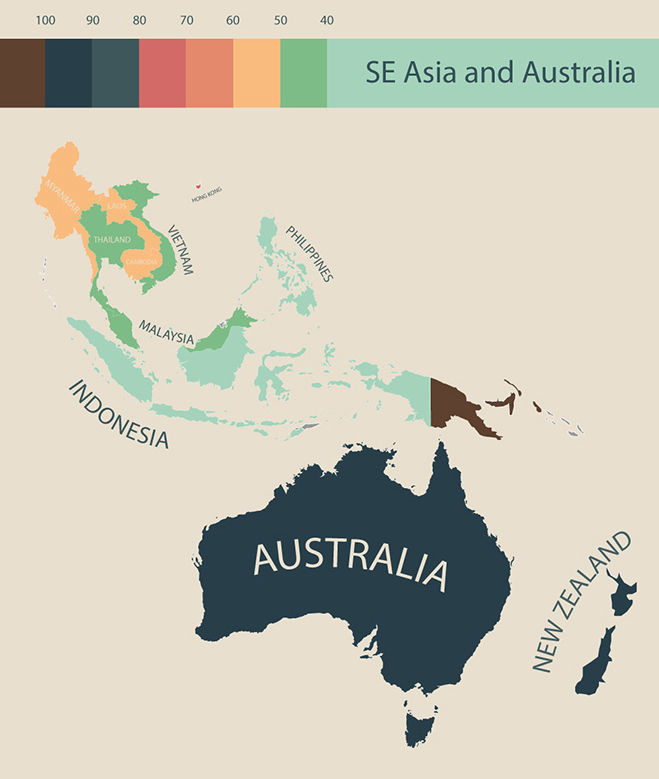 100 90 80 70 60 50 40
SE Asia and Australia
MYANMAR
LAOS
HONG KONG
THAILAND
VIETNAM
CAMBODIA
PHILIPPINES
MALAYSIA
INDONESIA
AUSTRALIA
NEW ZEALAND